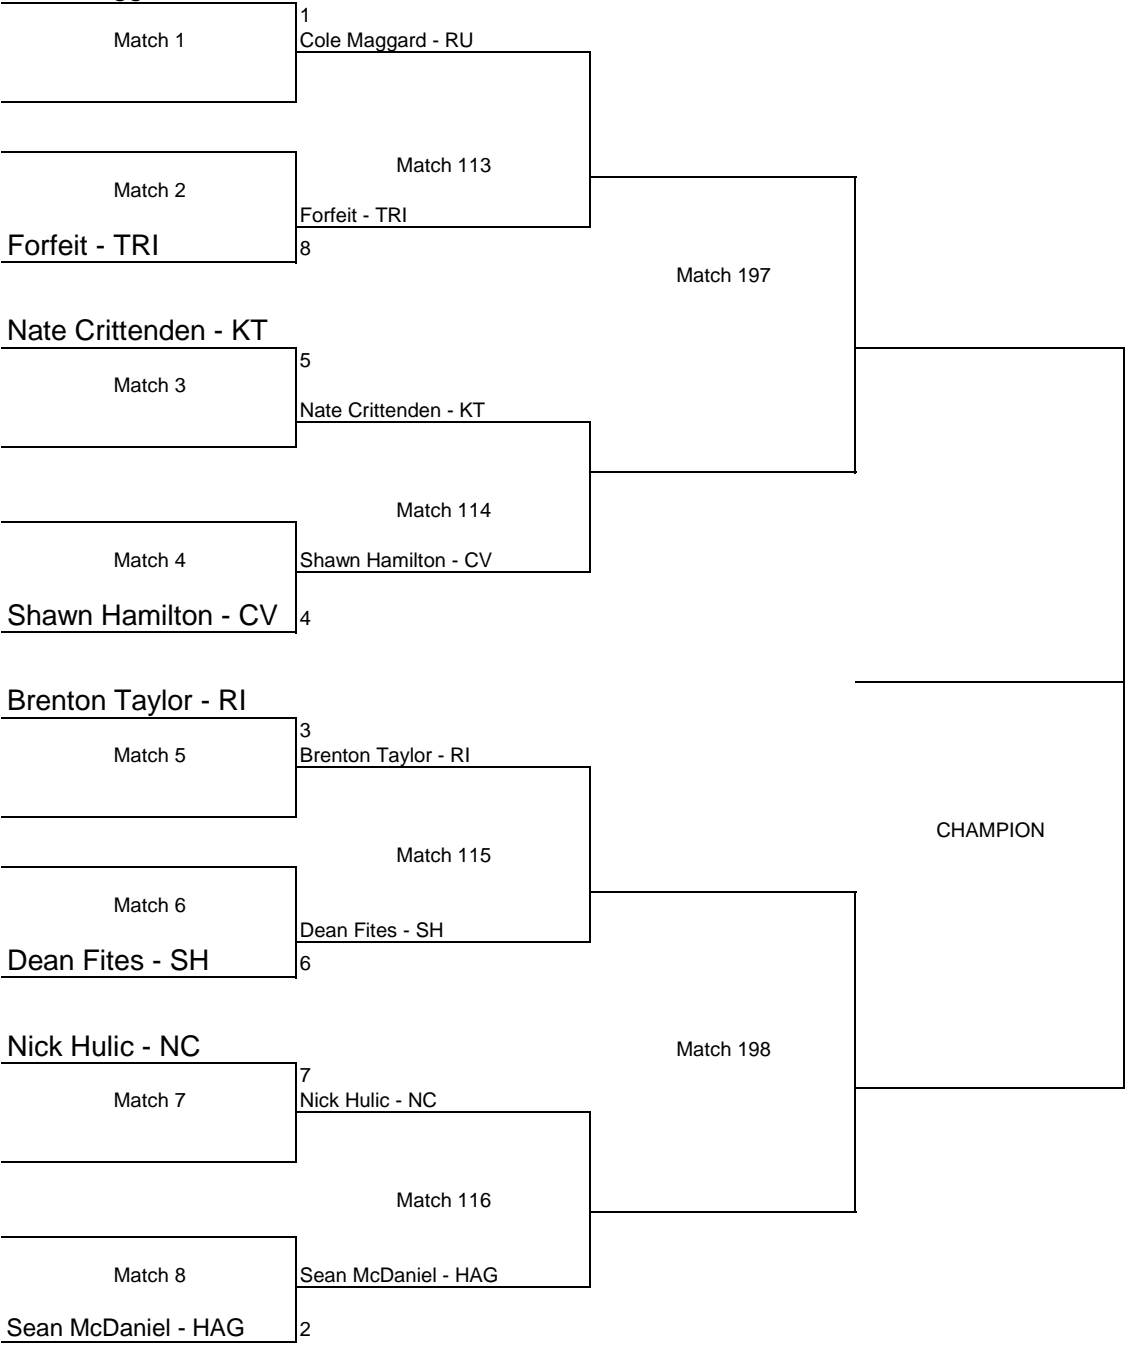 1
Match 1
Cole Maggard - RU
Match 113
Match 2
Forfeit - TRI
Forfeit - TRI
8
Match 197
Nate Crittenden - KT
5
Match 3
Nate Crittenden - KT
Match 114
Match 4
Shawn Hamilton - CV
Shawn Hamilton - CV
4
Brenton Taylor - RI
3
Match 5
Brenton Taylor - RI
CHAMPION
Match 115
Match 6
Dean Fites - SH
Dean Fites - SH
6
Nick Hulic - NC
Match 198
7
Match 7
Nick Hulic - NC
Match 116
Match 8
Sean McDaniel - HAG
Sean McDaniel - HAG
2